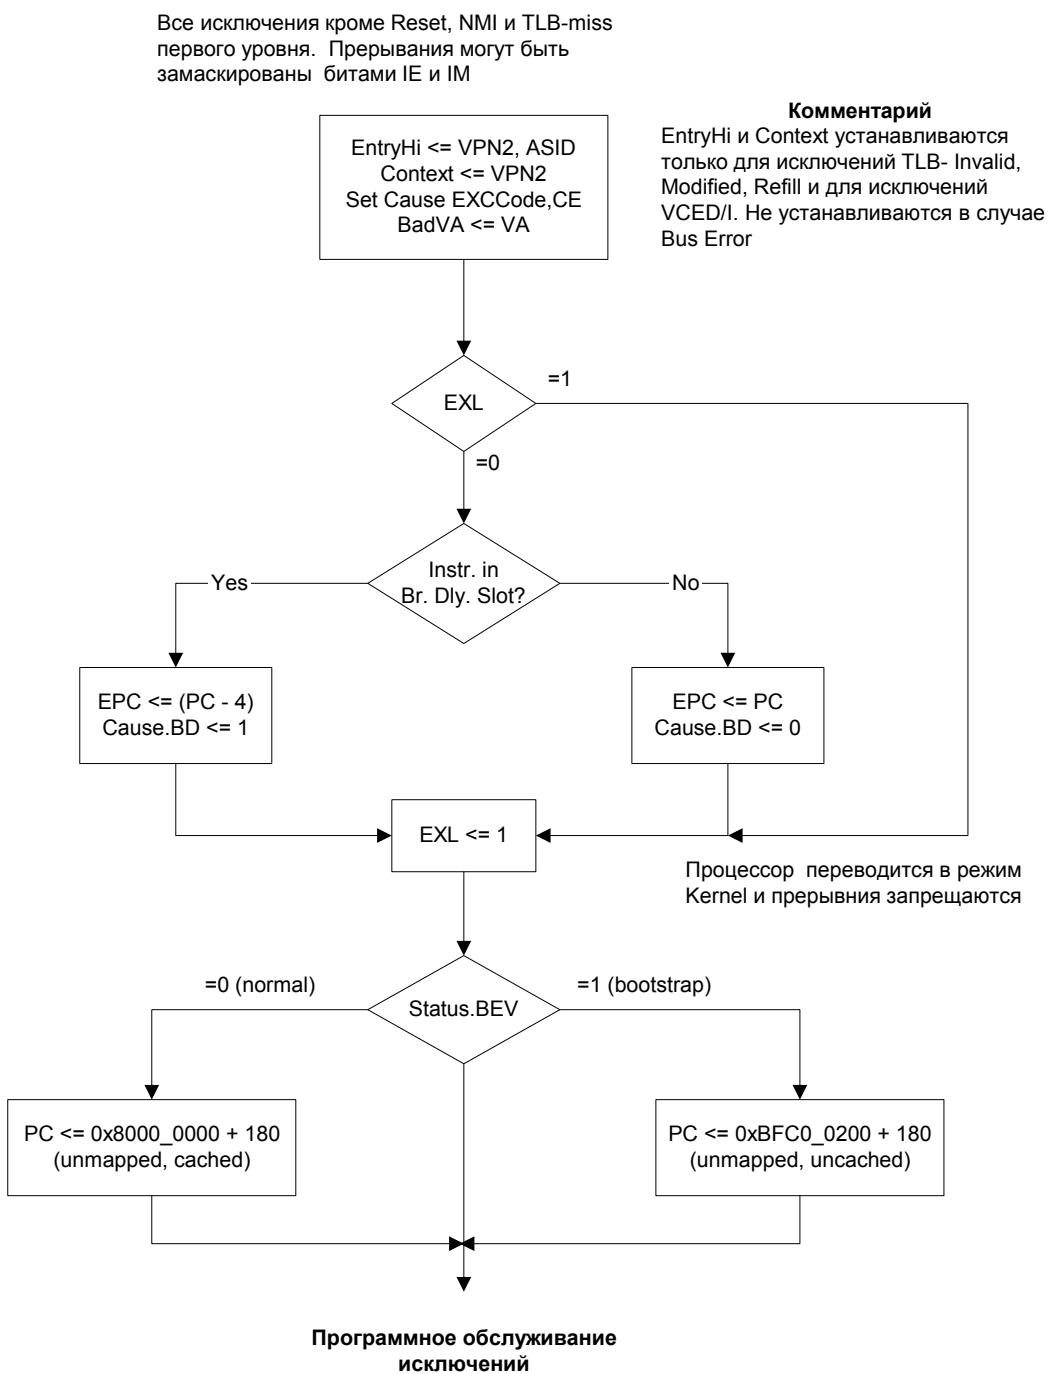 Все исключения кроме Reset, NMI и TLB-miss
первого уровня. Прерывания могут быть
замаскированы битами IE и IM
Комментарий
EntryHi и Context устанавливаются
только для исключений TLB- Invalid,
Modified, Refill и для исключений
VCED/I. Не устанавливаются в случае
Bus Error
EntryHi <= VPN2, ASID
Context <= VPN2
Set Cause EXCCode,CE
BadVA <= VA
=1
EXL
=0
Instr. in
Br. Dly. Slot?
Yes
No
EPC <= (PC - 4)
Cause.BD <= 1
EPC <= PC
Cause.BD <= 0
EXL <= 1
Процессор переводится в режим
Kernel и прерывния запрещаются
=0 (normal)
=1 (bootstrap)
Status.BEV
PC <= 0x8000_0000 + 180
(unmapped, cached)
PC <= 0xBFC0_0200 + 180
(unmapped, uncached)
Программное обслуживание
исключений